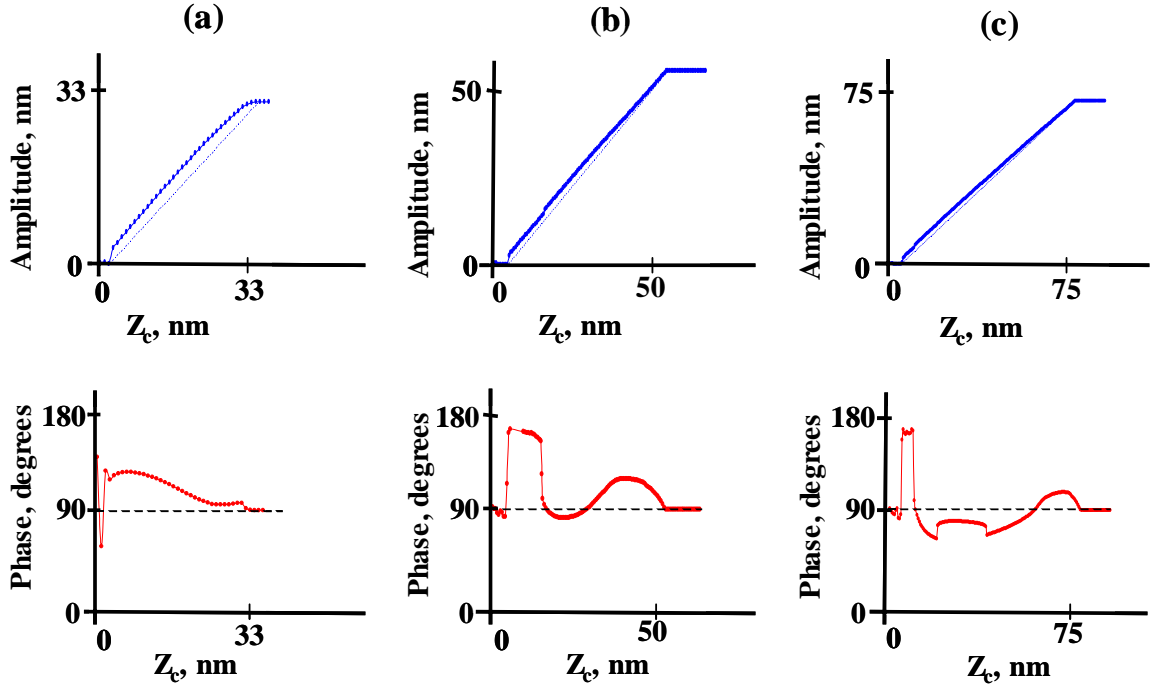 (a)
(b)
(c)
Amplitude, nm
33
0
0
33
Zc, nm
Amplitude, nm
50
0
0
50
Zc, nm
Amplitude, nm
75
0
0
75
Zc, nm
Phase, degrees
180
90
0
0
33
Zc, nm
Phase, degrees
180
90
0
0
50
Zc, nm
Phase, degrees
180
90
0
0
75
Zc, nm